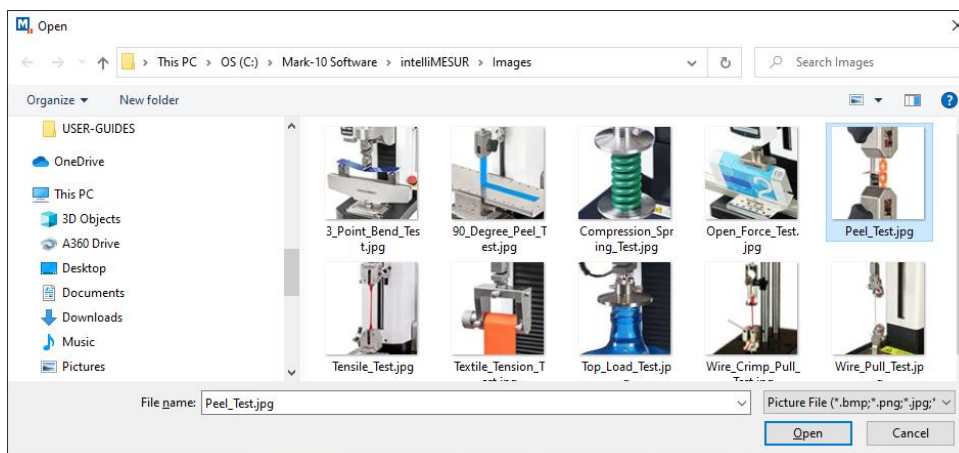 Open
This PC > OS (C:) > Mark-10 Software > intelliMESUR > Images
Search Images
Organize
New folder
USER-GUIDES
OneDrive
This PC
3D Objects
A360 Drive
Desktop
Documents
Downloads
Music
Pictures
3_Point_Bend_Tes
t.jpg
90_Degree_Peel_T
est.jpg
Compression_Spr
ing_Test.jpg
Open_Force_Test.
jpg
Peel_Test.jpg
Tensile_Test.jpg
Textile_Tension_T
Top_Load_Test.jp
Wire_Crimp_Pull_
Wire_Pull_Test.jp
File name:
Peel_Test.jpg
Picture File (*.bmp;*.png;*.jpg;*
Open
Cancel